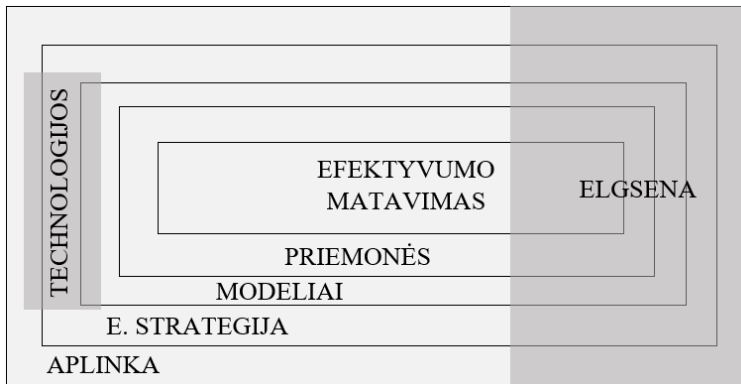 TECHNOLOGIJOS
EFEKTYVUMO
MATAVIMAS
ELGSENA
PRIEMONĖS
MODELIAI
E. STRATEGIJA
APLINKA